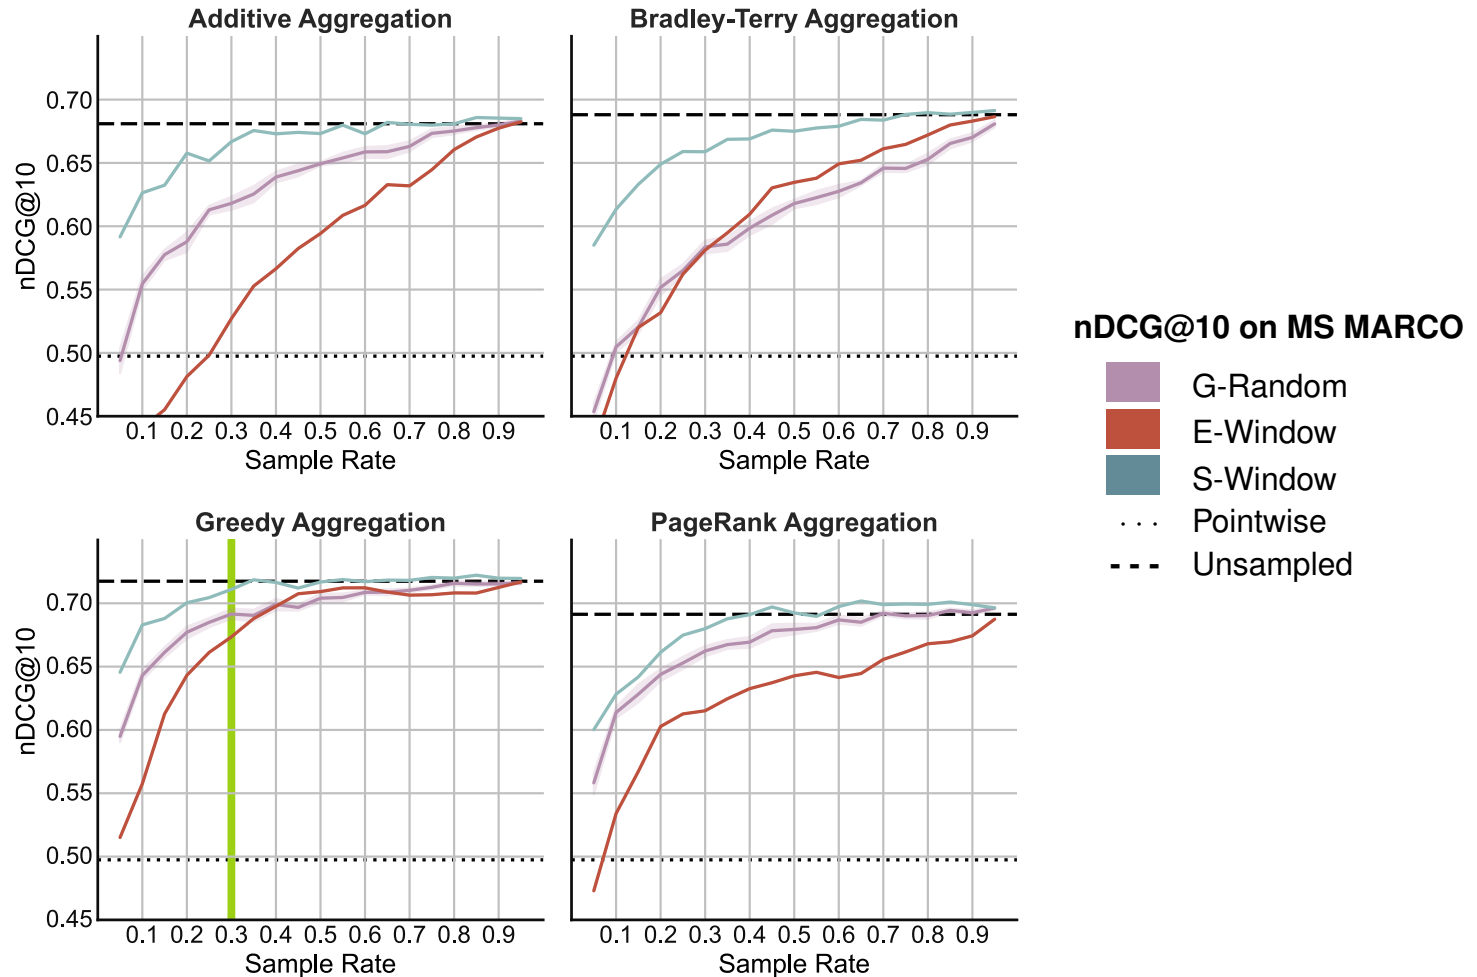 Additive Aggregation
0.70
0.65
0.60
0.55
0.50
0.45
nDCG@10
0.1 0.2 0.3 0.4 0.5 0.6 0.7 0.8 0.9
Sample Rate
Bradley-Terry Aggregation
0.1 0.2 0.3 0.4 0.5 0.6 0.7 0.8 0.9
Sample Rate
Greedy Aggregation
0.70
0.65
0.60
0.55
0.50
0.45
nDCG@10
0.1 0.2 0.3 0.4 0.5 0.6 0.7 0.8 0.9
Sample Rate
PageRank Aggregation
0.1 0.2 0.3 0.4 0.5 0.6 0.7 0.8 0.9
Sample Rate
nDCG@10 on MS MARCO
G-Random
E-Window
S-Window
Pointwise
Unsampled